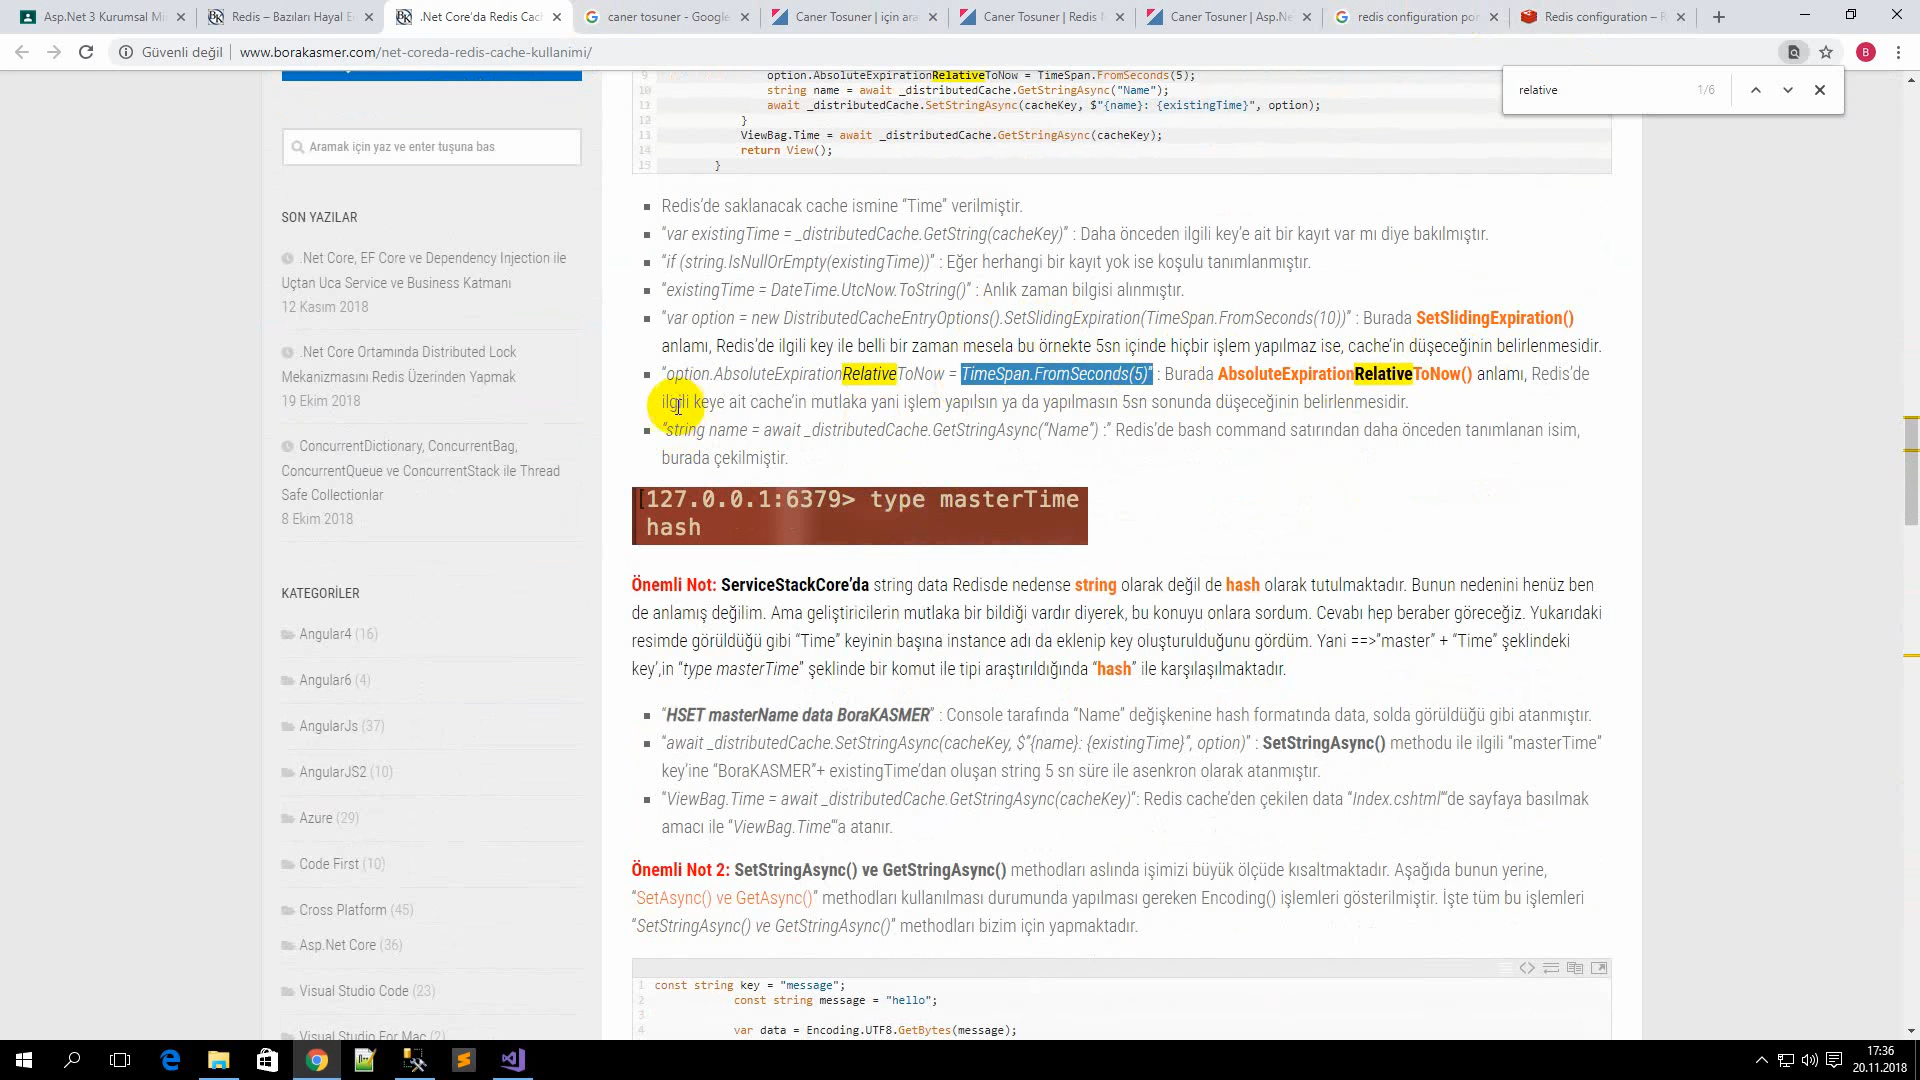 Asp.Net 3 Kurumsal Mi
Redis – Bazıları Hayal E
.Net Core'da Redis Cac
caner tosuner - Google
Caner Tosuner | için ara
Caner Tosuner | Redis
Caner Tosuner | Asp.Ne
redis configuration por
Redis configuration – R
Güvenli değil
www.borakasmer.com/net-coreda-redis-cache-kullanimi/
B
relative
1/6
9 option.AbsoluteExpirationRelativeToNow = TimeSpan.FromSeconds(5);
10 string name = await _distributedCache.GetStringAsync("Name");
11 await _distributedCache.SetStringAsync(cacheKey, $"{name}: {existingTime}", option);
12 }
13 ViewBag.Time = await _distributedCache.GetStringAsync(cacheKey);
14 return View();
15 }
Aramak için yaz ve enter tuşuna bas
SON YAZILAR
.Net Core, EF Core ve Dependency Injection ile
Uçtan Uca Service ve Business Katmanı
12 Kasım 2018
.Net Core Ortamında Distributed Lock
Mekanizmasını Redis Üzerinden Yapmak
19 Ekim 2018
ConcurrentDictionary, ConcurrentBag,
ConcurrentQueue ve ConcurrentStack ile Thread
Safe Collectionlar
8 Ekim 2018
KATEGORİLER
Angular4 (16)
Angular6 (4)
AngularJs (37)
AngularJS2 (10)
Azure (29)
Code First (10)
Cross Platform (45)
Asp.Net Core (36)
Visual Studio Code (23)
Visual Studio For Mac (2)
Redis'de saklanacak cache ismine “Time” verilmiştir.
“var existingTime = _distributedCache.GetString(cacheKey)” : Daha önceden ilgili key'e ait bir kayıt var mı diye bakılmıştır.
“if (string.IsNullOrEmpty(existingTime))” : Eğer herhangi bir kayıt yok ise koşulu tanımlanmıştır.
“existingTime = DateTime.UtcNow.ToString()” : Anlık zaman bilgisi alınmıştır.
“var option = new DistributedCacheEntryOptions().SetSlidingExpiration(TimeSpan.FromSeconds(10))” : Burada SetSlidingExpiration()
anlamı, Redis'de ilgili key ile belli bir zaman mesela bu örnekte 5sn içinde hiçbir işlem yapılmaz ise, cache'in düşeceğinin belirlenmesidir.
“option.AbsoluteExpirationRelativeToNow = TimeSpan.FromSeconds(5)” : Burada AbsoluteExpirationRelativeToNow() anlamı, Redis'de
ilgili keye ait cache'in mutlaka yani işlem yapılsın ya da yapılmasın 5sn sonunda düşeceğinin belirlenmesidir.
“string name = await _distributedCache.GetStringAsync(“Name”) :” Redis'de bash command satırından daha önceden tanımlanan isim,
burada çekilmiştir.
[127.0.0.1:6379> type masterTime
hash
Önemli Not: ServiceStackCore'da string data Redisde nedense string olarak değil de hash olarak tutulmaktadır. Bunun nedenini henüz ben
de anlamış değilim. Ama geliştiricilerin mutlaka bir bildiği vardır diyerek, bu konuyu onlara sordum. Cevabı hep beraber göreceğiz. Yukarıdaki
resimde görüldüğü gibi “Time” keyinin başına instance adı da eklenip key oluşturulduğunu gördüm. Yani ==>”master” + “Time” şeklindeki
key',in “type masterTime” şeklinde bir komut ile tipi araştırıldığında “hash” ile karşılaşılmaktadır.
“HSET masterName data BoraKASMER” : Console tarafında “Name” değişkenine hash formatında data, solda görüldüğü gibi atanmıştır.
“await _distributedCache.SetStringAsync(cacheKey, $”{name}: {existingTime}”, option)” : SetStringAsync() methodu ile ilgili “masterTime”
key'ine “BoraKASMER”+ existingTime'dan oluşan string 5 sn süre ile asenkron olarak atanmıştır.
“ViewBag.Time = await _distributedCache.GetStringAsync(cacheKey)“: Redis cache'den çekilen data “Index.cshtml“'de sayfaya basılmak
amacı ile “ViewBag.Time“'a atanır.
Önemli Not 2: SetStringAsync() ve GetStringAsync() methodları aslında işimizi büyük ölçüde kısaltmaktadır. Aşağıda bunun yerine,
“SetAsync() ve GetAsync()” methodları kullanılması durumunda yapılması gereken Encoding() işlemleri gösterilmiştir. İşte tüm bu işlemleri
“SetStringAsync() ve GetStringAsync()” methodları bizim için yapmaktadır.
1 const string key = "message";
2 const string message = "hello";
3
4 var data = Encoding.UTF8.GetBytes(message);
17:36
20.11.2018